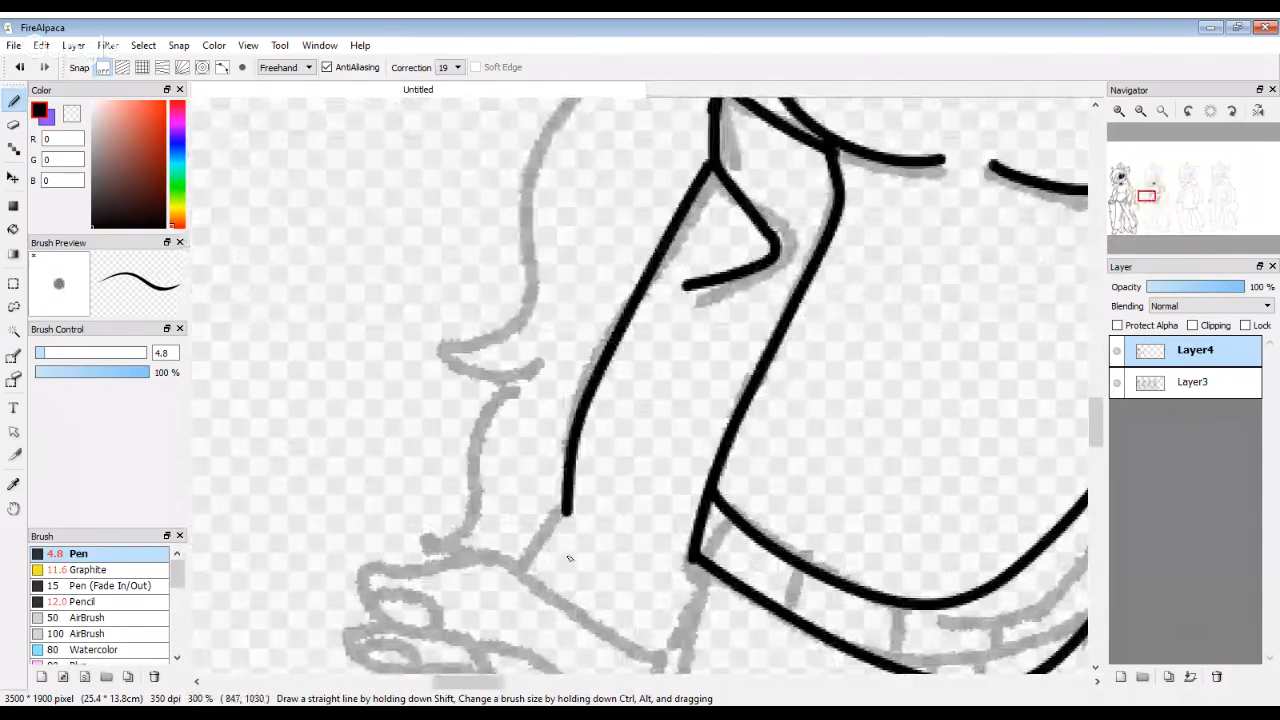 FireAlpaca
File Edit Layer Filter Select Snap Color View Tool Window Help
Snap OFF Freehand AntiAliasing Correction 19 Soft Edge
Color
Untitled
Navigator
R 0
G 0
B 0
Brush Preview
Layer
Opacity 100 %
Blending Normal
Brush Control
Protect Alpha Clipping Lock
4.8
Layer4
100 %
Layer3
T
Brush
4.8 Pen
11.6 Graphite
15 Pen (Fade In/Out)
12.0 Pencil
50 AirBrush
100 AirBrush
80 Watercolor
3500 * 1900 pixel (25.4 * 13.8cm) 350 dpi 300 % ( 847, 1030 ) Draw a straight line by holding down Shift, Change a brush size by holding down Ctrl, Alt, and dragging